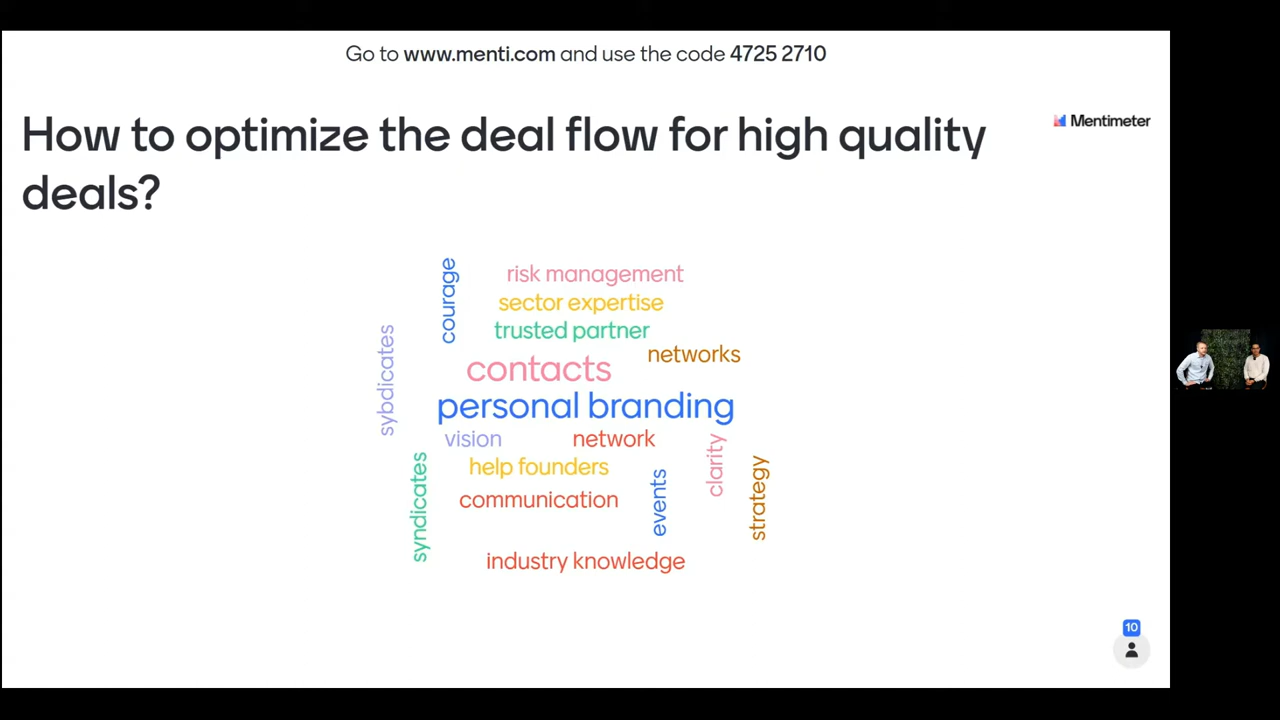 Go to www.menti.com and use the code 4725 2710
Mentimeter
How to optimize the deal flow for high quality
deals?
courage
risk management
sector expertise
trusted partner
sybdicates
networks
contacts
personal branding
vision
network
clarity
help founders
syndicates
communication
events
strategy
industry knowledge
10